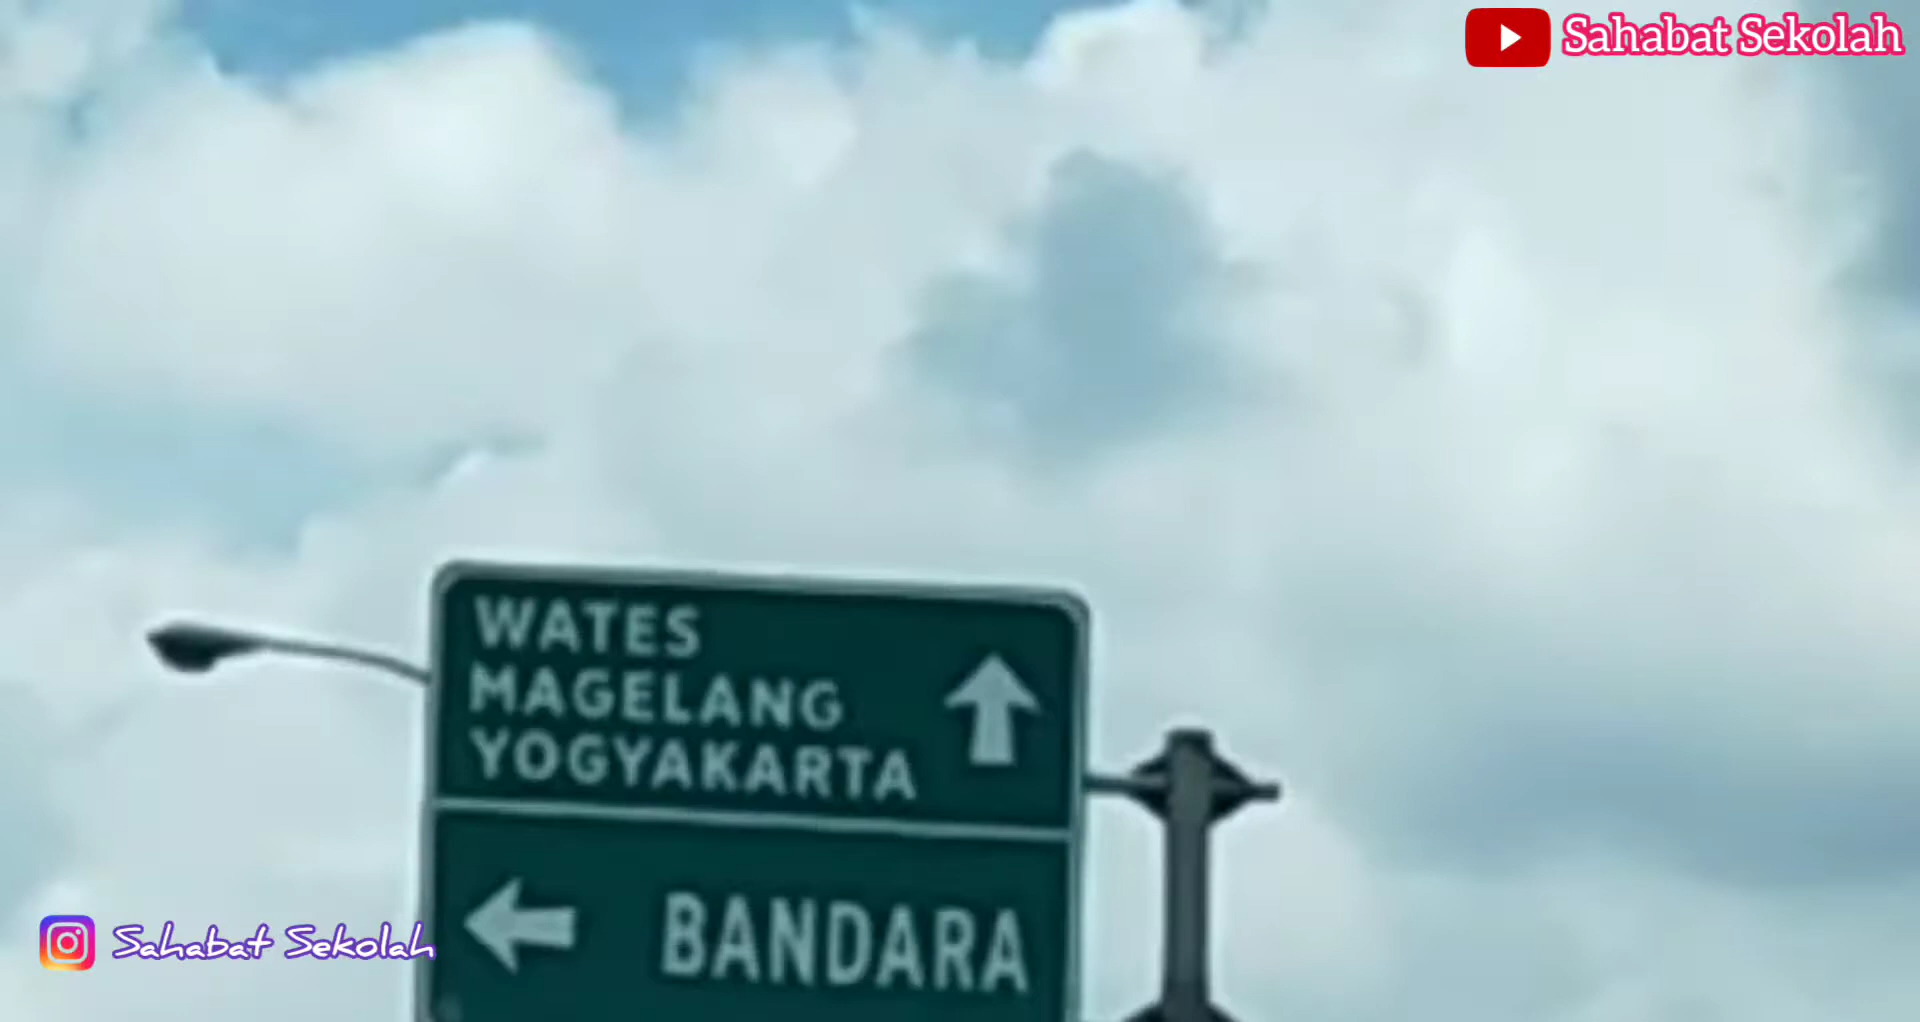 Sahabat Sekolah
WATES
MAGELANG
YOGYAKARTA
BANDARA
Sahabat Sekolah